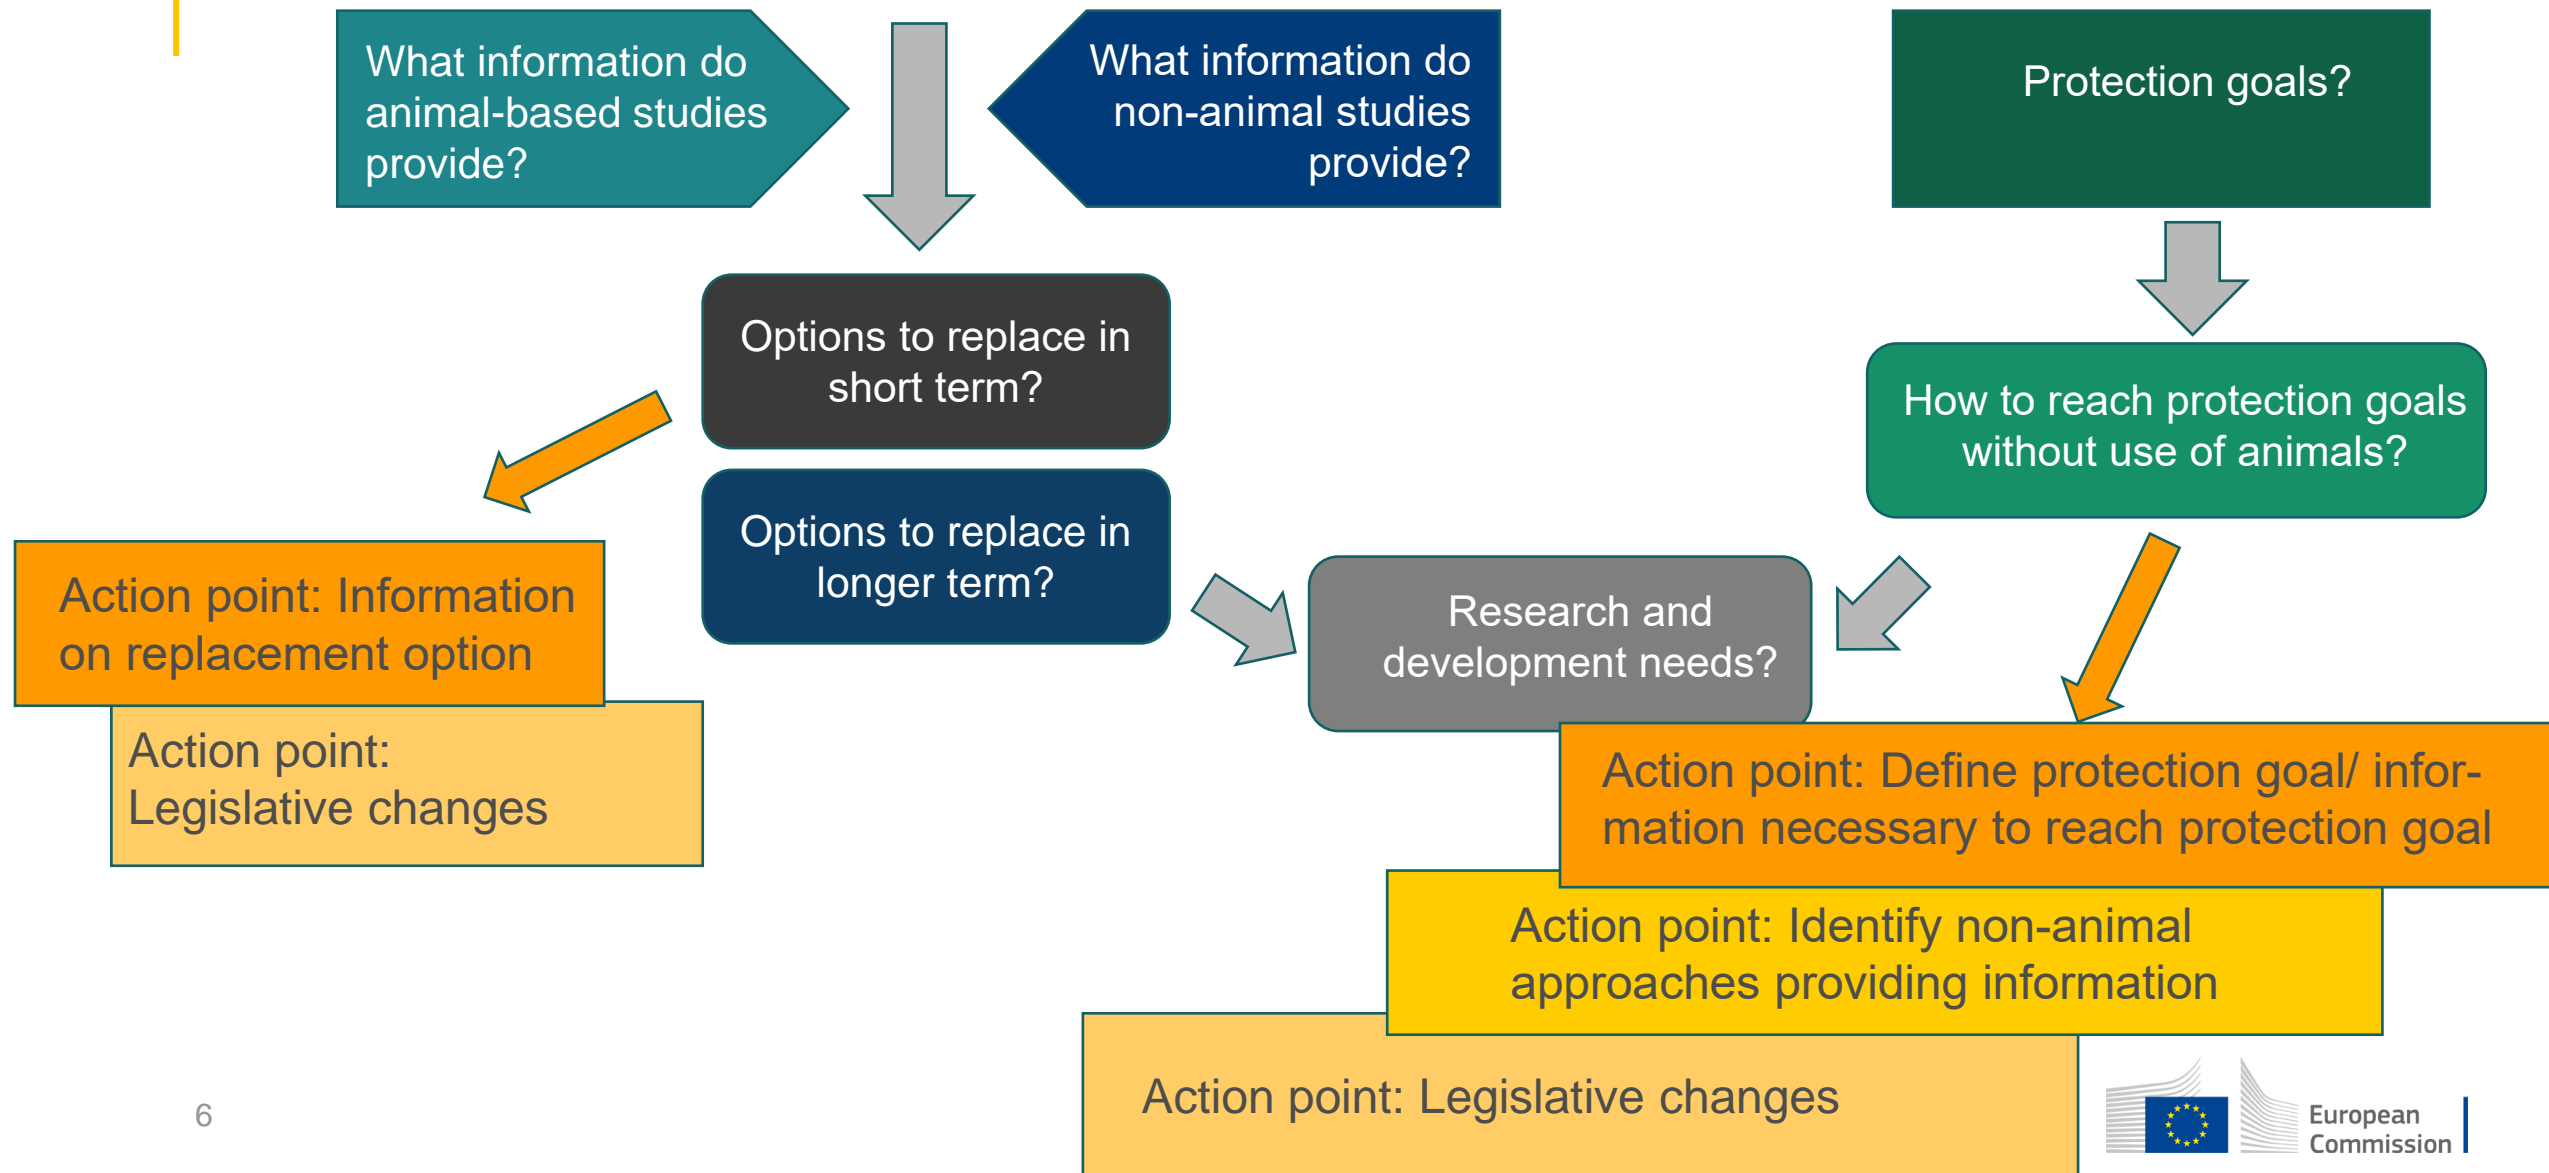 What information do
animal-based studies
provide?
What information do
non-animal studies
provide?
Protection goals?
Options to replace in
short term?
How to reach protection goals
without use of animals?
Options to replace in
longer term?
Research and
development needs?
Action point: Information
on replacement option
Action point:
Legislative changes
Action point: Define protection goal/ infor-
mation necessary to reach protection goal
Action point: Identify non-animal
approaches providing information
Action point: Legislative changes
6
European
Commission